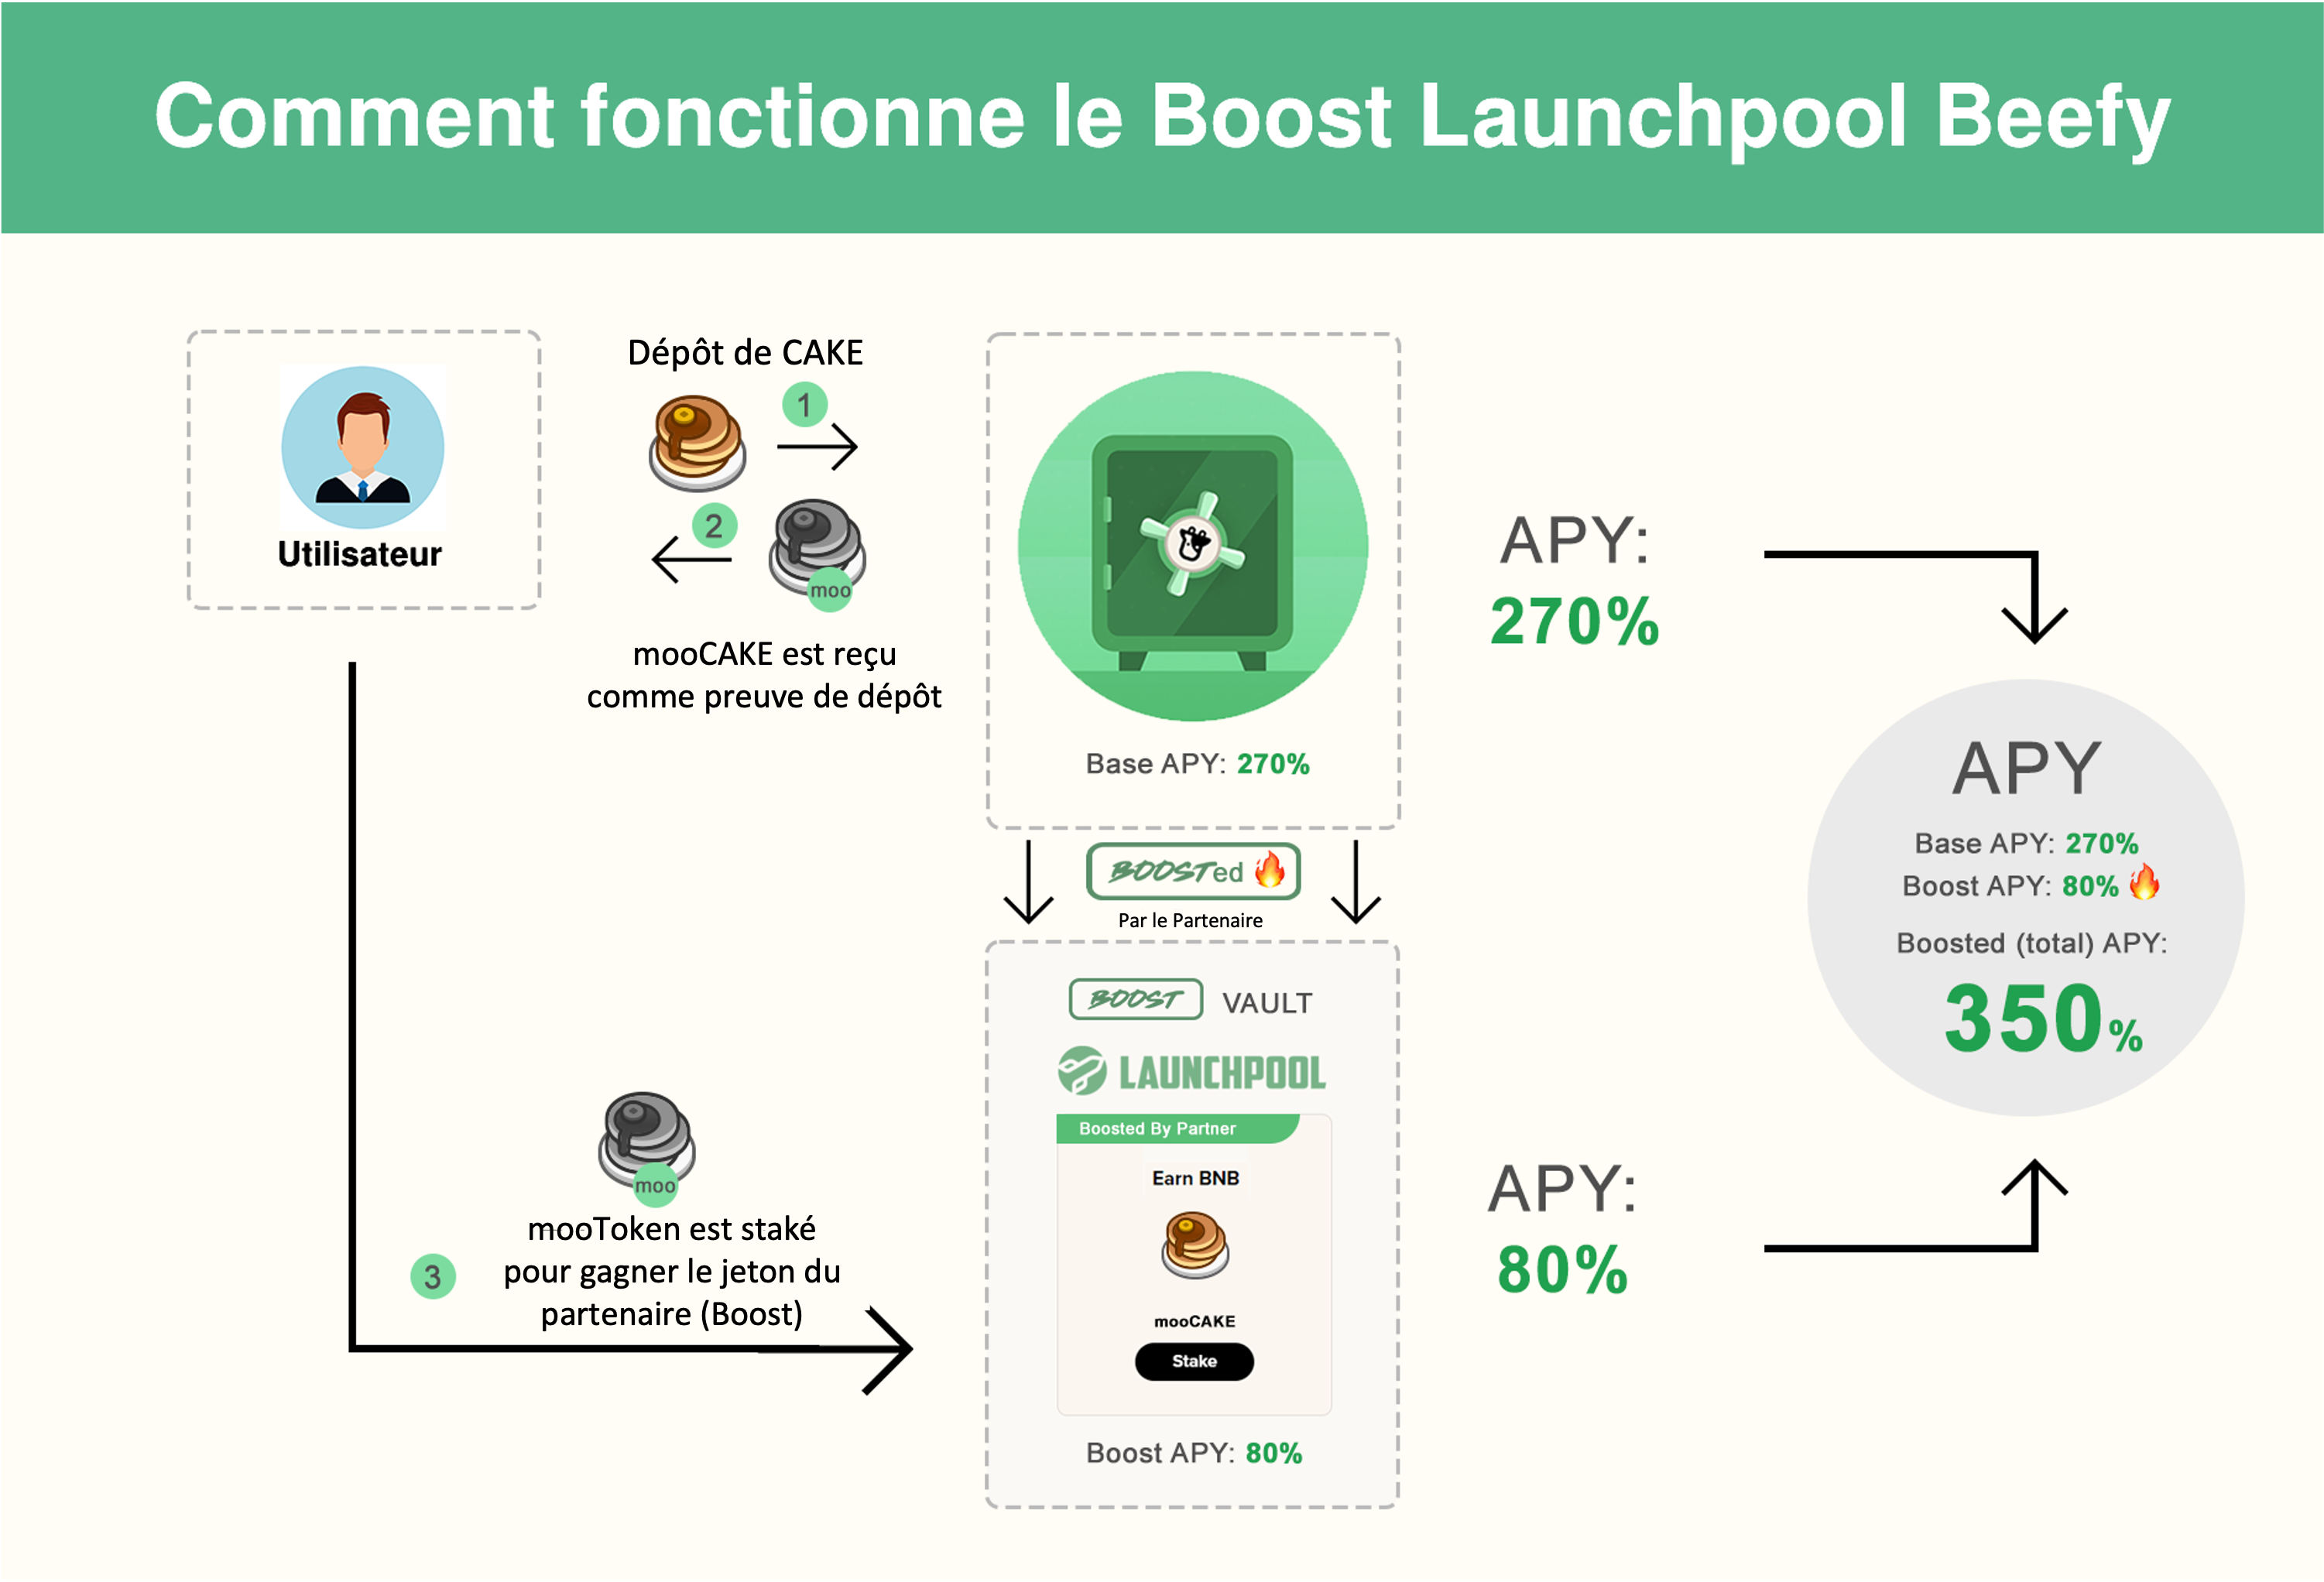 Comment fonctionne le Boost Launchpool Beefy
Utilisateur
Dépôt de CAKE
1
2
moo
mooCAKE est reçu
comme preuve de dépôt
Base APY: 270%
APY:
270%
BOOSTed
Par le Partenaire
BOOST VAULT
LAUNCHPOOL
Boosted By Partner
Earn BNB
mooCAKE
Stake
Boost APY: 80%
moo
3
mooToken est staké
pour gagner le jeton du
partenaire (Boost)
APY:
80%
APY
Base APY: 270%
Boost APY: 80%
Boosted (total) APY:
350%